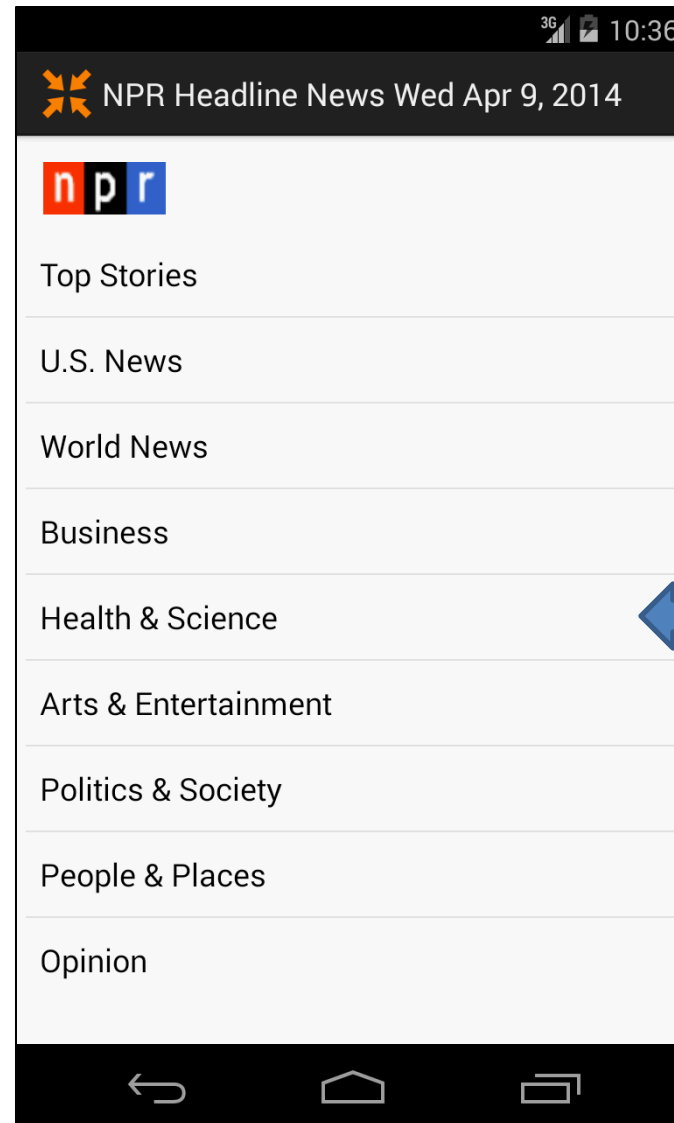 3G 10:36
NPR Headline News Wed Apr 9, 2014
npr
Top Stories
U.S. News
World News
Business
Health & Science
Arts & Entertainment
Politics & Society
People & Places
Opinion